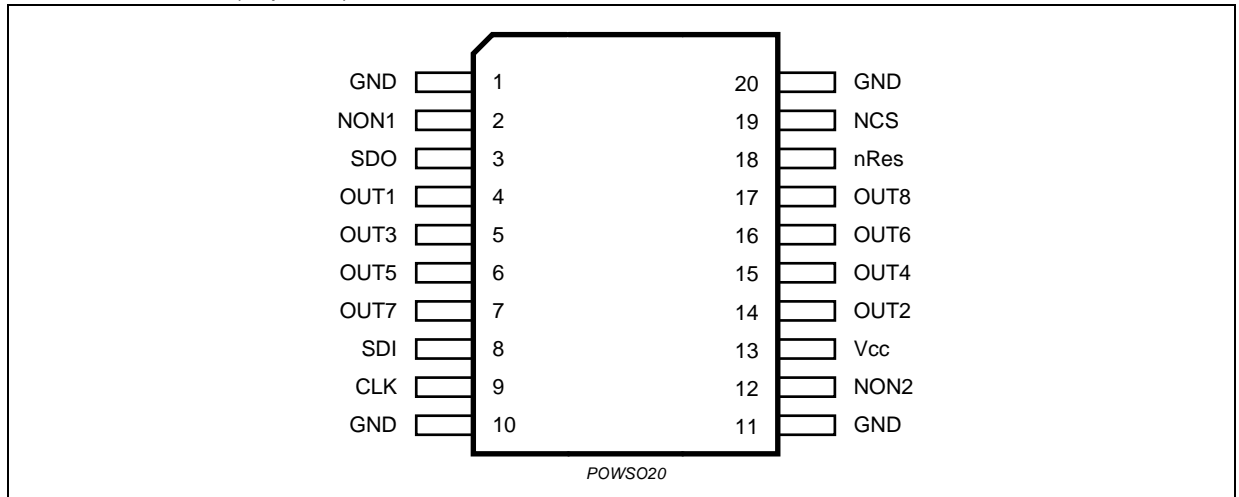 GND 1 20 GND
NON1 2 19 NCS
SDO 3 18 nRes
OUT1 4 17 OUT8
OUT3 5 16 OUT6
OUT5 6 15 OUT4
OUT7 7 14 OUT2
SDI 8 13 Vcc
CLK 9 12 NON2
GND 10 11 GND
POWSO20